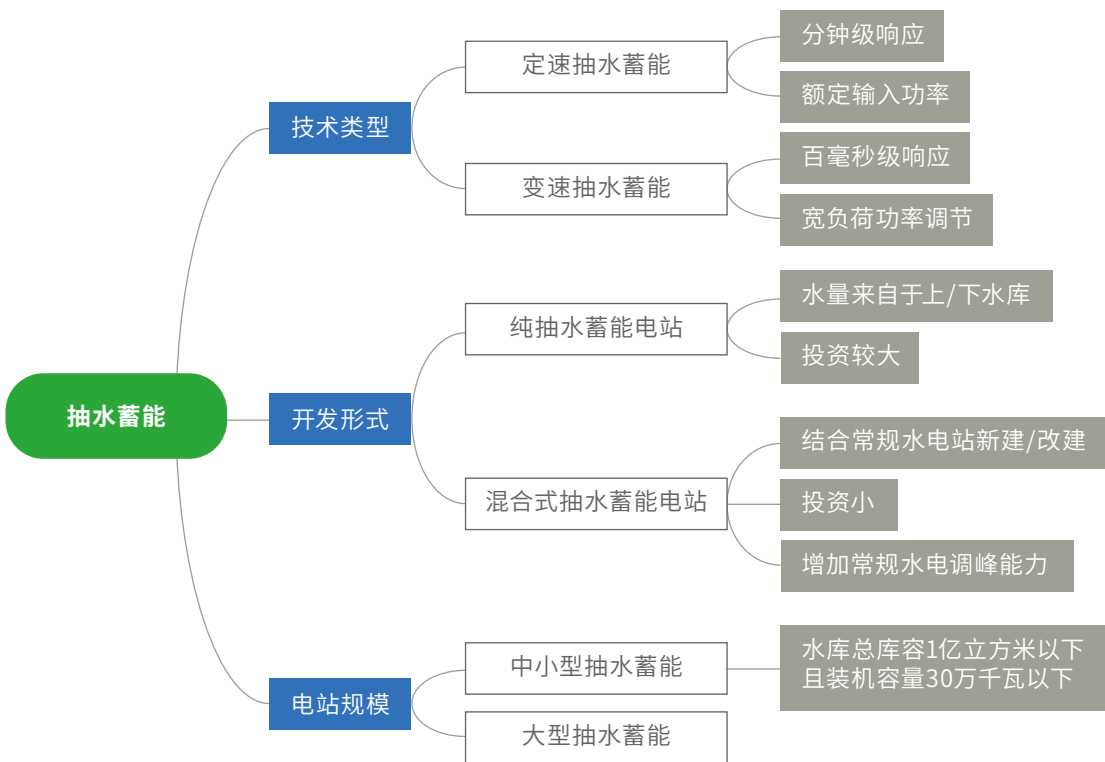 抽水蓄能
技术类型
定速抽水蓄能
分钟级响应
额定输入功率
变速抽水蓄能
百毫秒级响应
宽负荷功率调节
开发形式
纯抽水蓄能电站
水量来自于上/下水库
投资较大
混合式抽水蓄能电站
结合常规水电站新建/改建
投资小
增加常规水电调峰能力
电站规模
中小型抽水蓄能
水库总库容1亿立方米以下
且装机容量30万千瓦以下
大型抽水蓄能